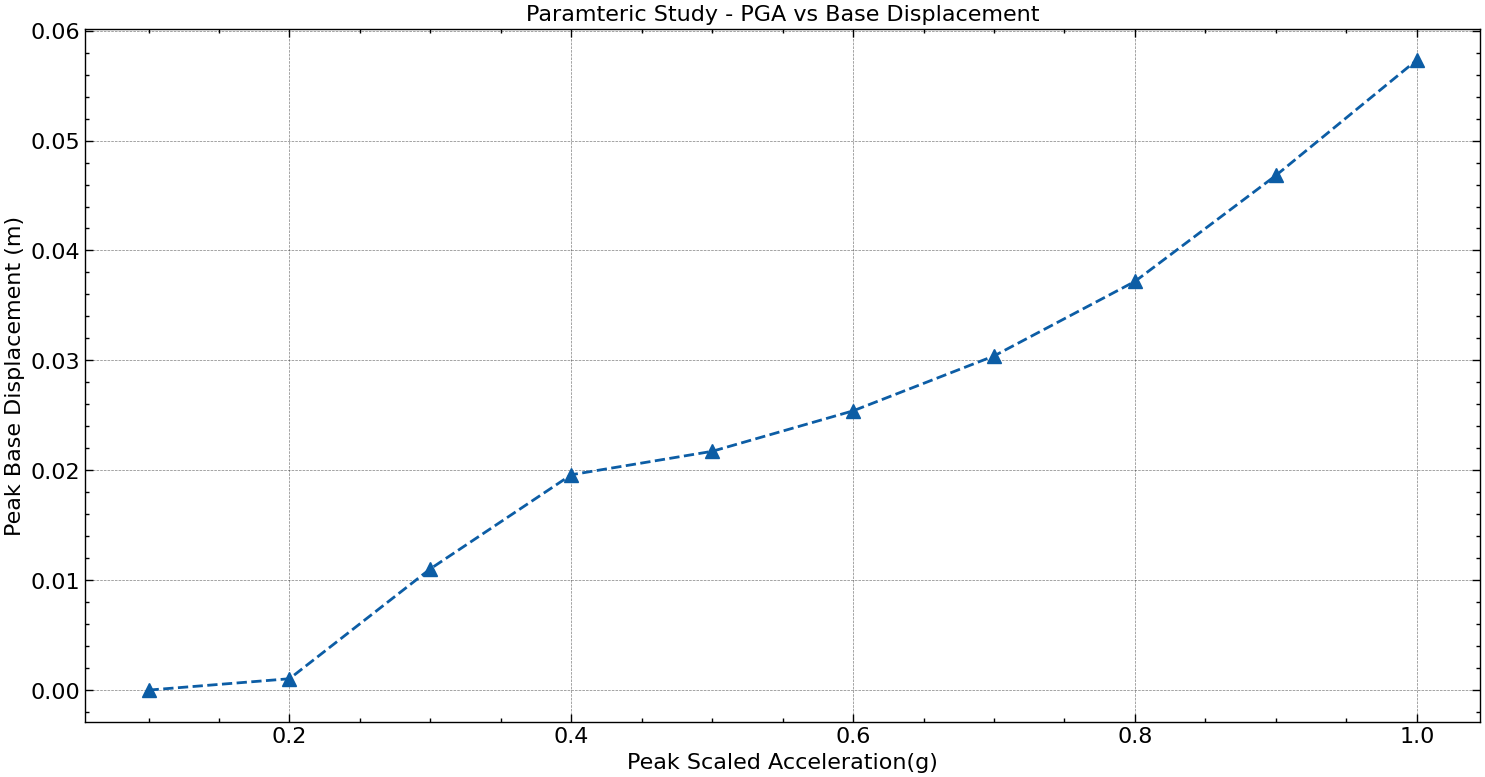 Paramteric Study - PGA vs Base Displacement
0.06
0.05
0.04
0.03
0.02
0.01
0.00
Peak Base Displacement (m)
0.2 0.4 0.6 0.8 1.0
Peak Scaled Acceleration(g)